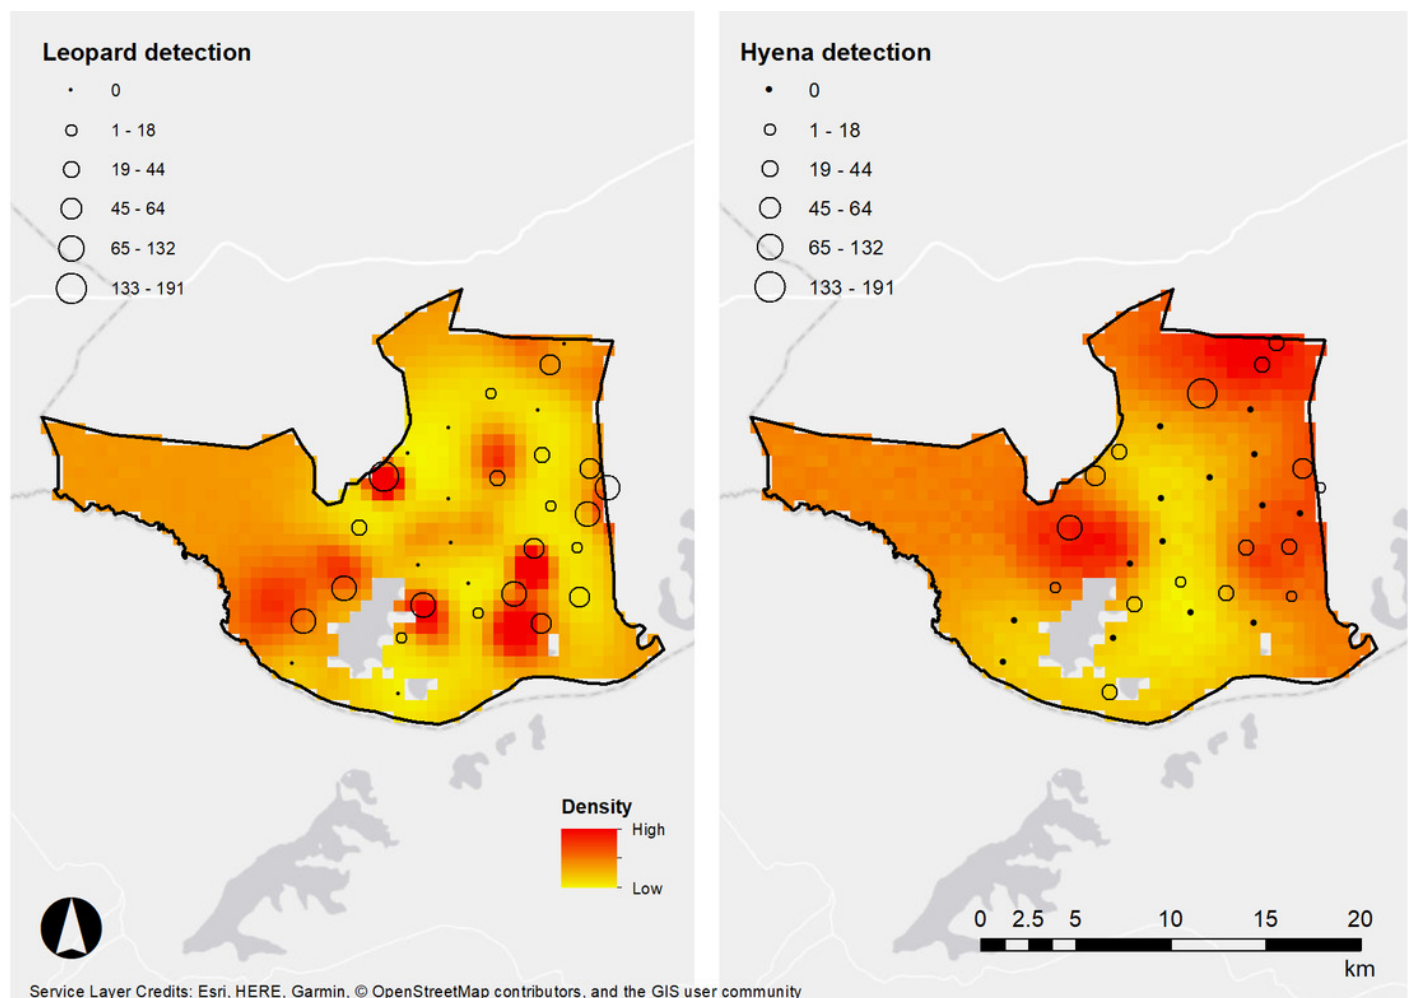 Leopard detection
0
1 - 18
19 - 44
45 - 64
65 - 132
133 - 191
Hyena detection
0
1 - 18
19 - 44
45 - 64
65 - 132
133 - 191
Density
High
Low
0 2.5 5 10 15 20
km
Service Layer Credits: Esri, HERE, Garmin, © OpenStreetMap contributors, and the GIS user community